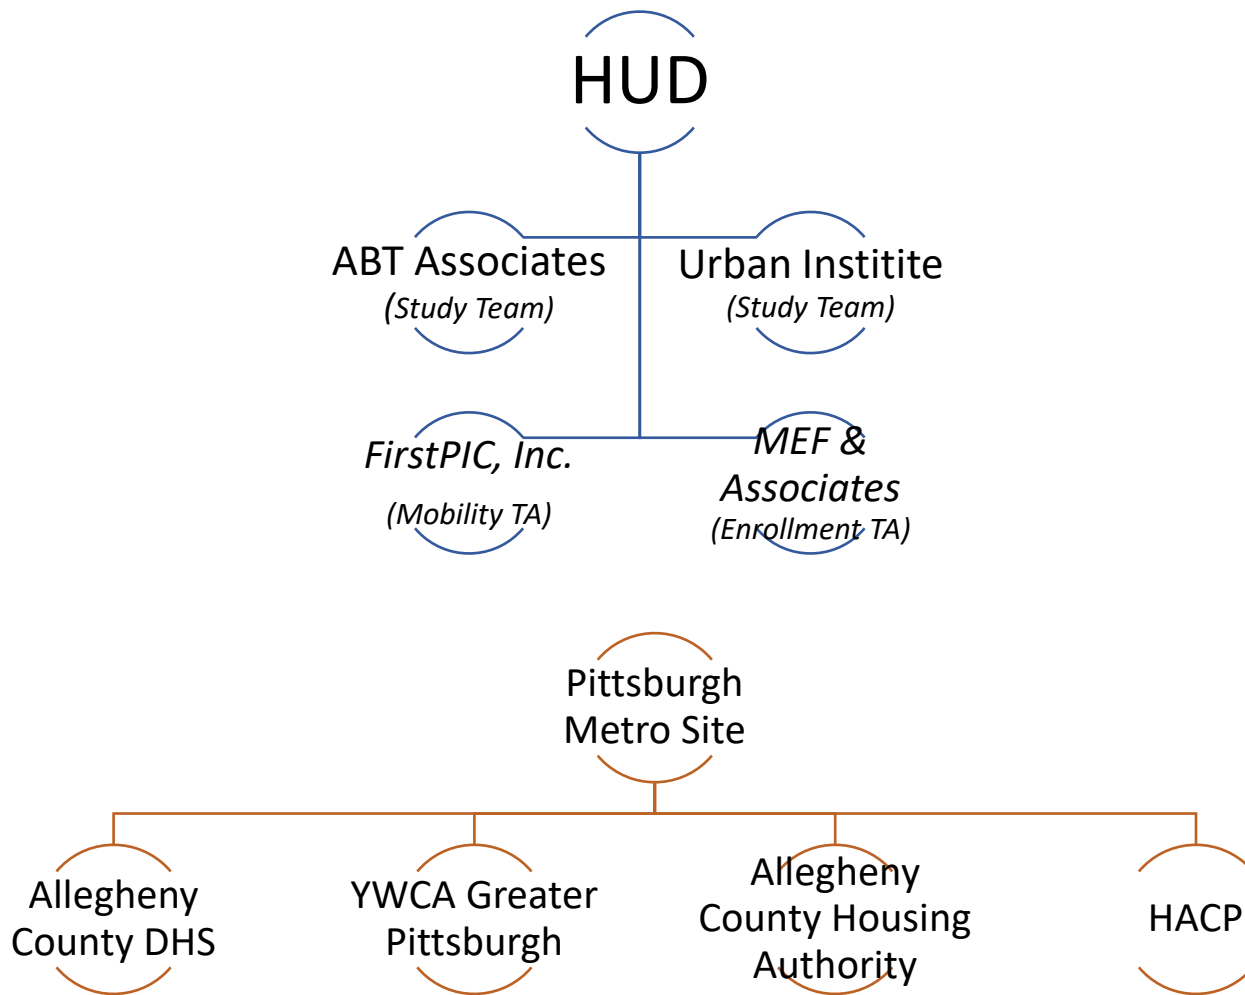 HUD
ABT Associates
(Study Team)
Urban Institite
(Study Team)
FirstPIC, Inc.
(Mobility TA)
MEF &
Associates
(Enrollment TA)
Pittsburgh
Metro Site
Allegheny
County DHS
YWCA Greater
Pittsburgh
Allegheny
County Housing
Authority
HACP